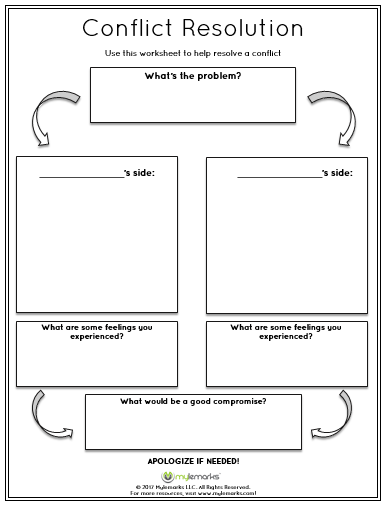 Conflict Resolution
Use this worksheet to help resolve a conflict
What's the problem?
____________________'s side:
____________________'s side:
What are some feelings you
experienced?
What are some feelings you
experienced?
What would be a good compromise?
APOLOGIZE IF NEEDED!
mylemarks
© 2017 Mylemarks LLC. All Rights Reserved.
For more resources, visit www.mylemarks.com!